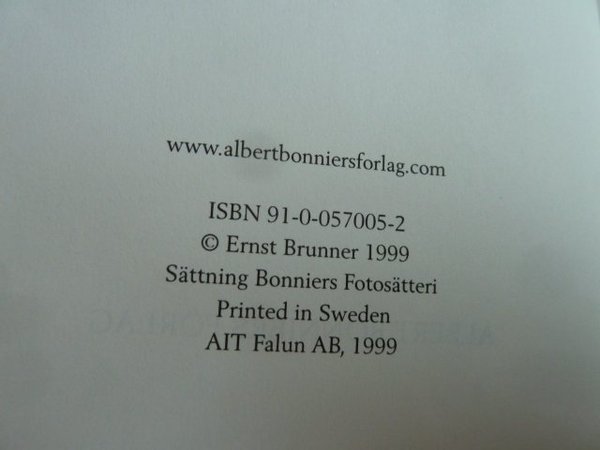 www.albertbonniersforlag.com
ISBN 91-0-057005-2
© Ernst Brunner 1999
Sättning Bonniers Fotosätteri
Printed in Sweden
AIT Falun AB, 1999